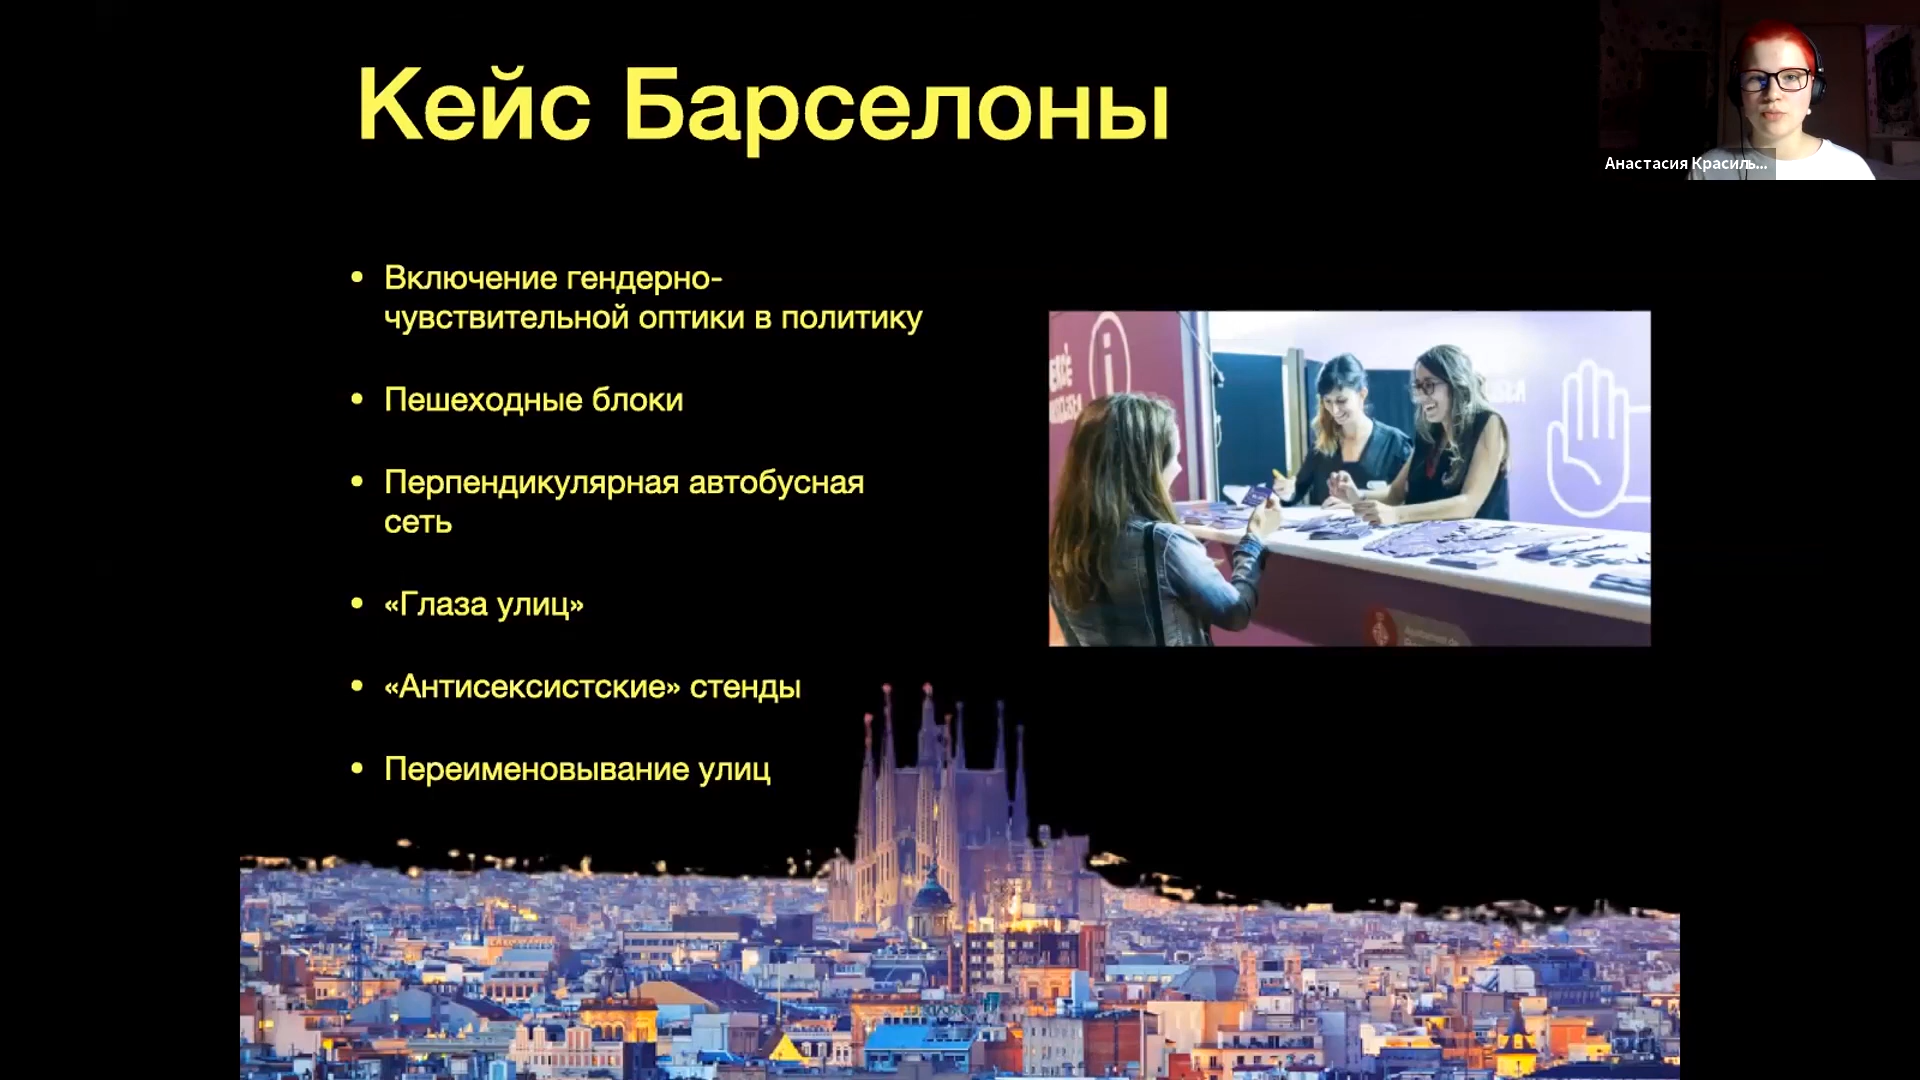 Кейс Барселоны
Анастасия Красиль...
• Включение гендерно-
чувствительной оптики в политику
• Пешеходные блоки
• Перпендикулярная автобусная
сеть
• «Глаза улиц»
• «Антисексистские» стенды
• Переименовывание улиц